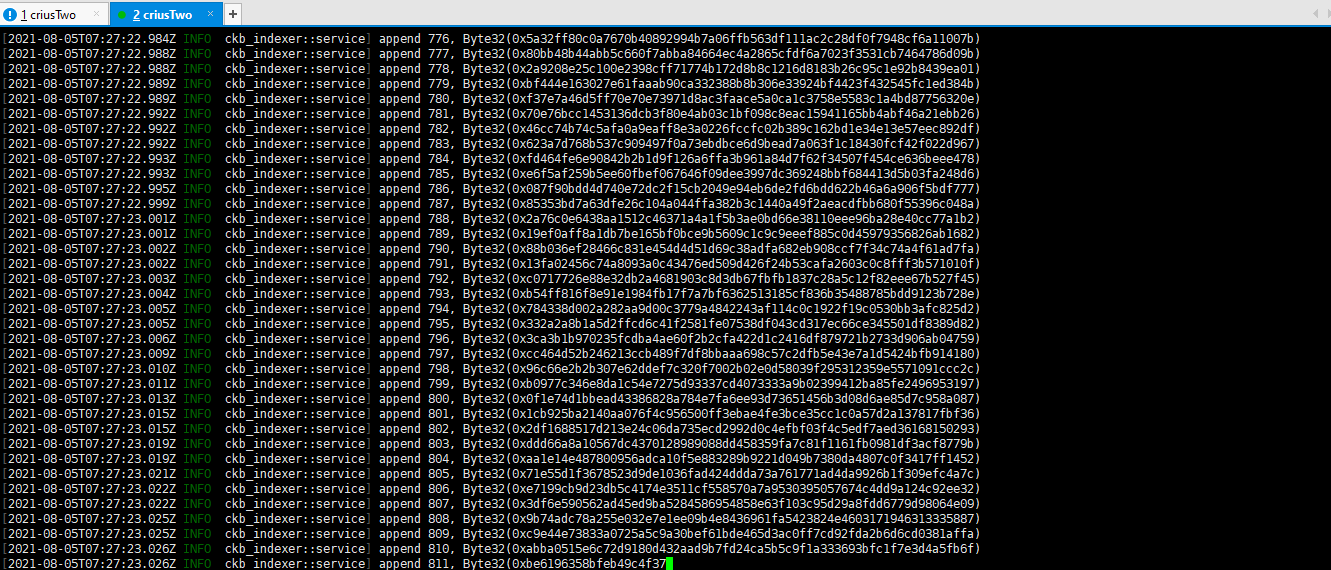 1 criusTwo
2 criusTwo
[2021-08-05T07:27:22.984Z INFO ckb_indexer::service] append 776, Byte32(0x5a32ff80c0a7670b40892994b7a06ffb563df111ac2c28df0f7948cf6a11007b)
[2021-08-05T07:27:22.988Z INFO ckb_indexer::service] append 777, Byte32(0x80bb48b44abb5c660f7abba84664ec4a2865cfdf6a7023f3531cb7464786d09b)
[2021-08-05T07:27:22.988Z INFO ckb_indexer::service] append 778, Byte32(0x2a9208e25c100e2398cff71774b172d8b8c1216d8183b26c95c1e92b8439ea01)
[2021-08-05T07:27:22.989Z INFO ckb_indexer::service] append 779, Byte32(0xbf444e163027e61faaab90ca332388b8b306e33924bf4423f432545fc1ed384b)
[2021-08-05T07:27:22.989Z INFO ckb_indexer::service] append 780, Byte32(0xf37e7a46d5ff70e70e73971d8ac3faace5a0ca1c3758e5583c1a4bd87756320e)
[2021-08-05T07:27:22.992Z INFO ckb_indexer::service] append 781, Byte32(0x70e76bcc1453136dcb3f80e4ab03c1bf098c8eac15941165bb4abf46a21ebb26)
[2021-08-05T07:27:22.992Z INFO ckb_indexer::service] append 782, Byte32(0x46cc74b74c5afa0a9eaff8e3a0226fccfc02b389c162bd1e34e13e57eec892df)
[2021-08-05T07:27:22.992Z INFO ckb_indexer::service] append 783, Byte32(0x623a7d768b537c909497f0a73ebdbce6d9bead7a063f1c18430fcf42f022d967)
[2021-08-05T07:27:22.993Z INFO ckb_indexer::service] append 784, Byte32(0xfd464fe6e90842b2b1d9f126a6ffa3b961a84d7f62f34507f454ce636beee478)
[2021-08-05T07:27:22.993Z INFO ckb_indexer::service] append 785, Byte32(0xe6f5af259b5ee60fbef067646f09dee3997dc369248bbf684413d5b03fa248d6)
[2021-08-05T07:27:22.995Z INFO ckb_indexer::service] append 786, Byte32(0x087f90bdd4d740e72dc2f15cb2049e94eb6de2fd6bdd622b46a6a906f5bdf777)
[2021-08-05T07:27:22.999Z INFO ckb_indexer::service] append 787, Byte32(0x85353bd7a63dfe26c104a044ffa382b3c1440a49f2aeacdfbb680f55396c048a)
[2021-08-05T07:27:23.001Z INFO ckb_indexer::service] append 788, Byte32(0x2a76c0e6438aa1512c46371a4a1f5b3ae0bd66e38110eee96ba28e40cc77a1b2)
[2021-08-05T07:27:23.001Z INFO ckb_indexer::service] append 789, Byte32(0x19ef0aff8a1db7be165bf0bce9b5609c1c9c9eeef885c0d45979356826ab1682)
[2021-08-05T07:27:23.002Z INFO ckb_indexer::service] append 790, Byte32(0x88b036ef28466c831e454d4d51d69c38adfa682eb908ccf7f34c74a4f61ad7fa)
[2021-08-05T07:27:23.002Z INFO ckb_indexer::service] append 791, Byte32(0x13fa02456c74a8093a0c43476ed509d426f24b53cafa2603c0c8fff3b571010f)
[2021-08-05T07:27:23.003Z INFO ckb_indexer::service] append 792, Byte32(0xc0717726e88e32db2a4681903c8d3db67fbfb1837c28a5c12f82eee67b527f45)
[2021-08-05T07:27:23.004Z INFO ckb_indexer::service] append 793, Byte32(0xb54ff816f8e91e1984fb17f7a7bf6362513185cf836b35488785bdd9123b728e)
[2021-08-05T07:27:23.005Z INFO ckb_indexer::service] append 794, Byte32(0x784338d002a282aa9d00c3779a4842243af114c0c1922f19c0530bb3afc825d2)
[2021-08-05T07:27:23.005Z INFO ckb_indexer::service] append 795, Byte32(0x332a2a8b1a5d2ffcd6c41f2581fe07538df043cd317ec66ce345501df8389d82)
[2021-08-05T07:27:23.006Z INFO ckb_indexer::service] append 796, Byte32(0x3ca3b1b970235fcdba4ae60f2b2cfa422d1c2416df879721b2733d906ab04759)
[2021-08-05T07:27:23.009Z INFO ckb_indexer::service] append 797, Byte32(0xcc464d52b246213ccb489f7df8bbaaa698c57c2dfb5e43e7a1d5424bfb914180)
[2021-08-05T07:27:23.010Z INFO ckb_indexer::service] append 798, Byte32(0x96c66e2b2b307e62ddef7c320f7002b02e0d58039f295312359e5571091ccc2c)
[2021-08-05T07:27:23.011Z INFO ckb_indexer::service] append 799, Byte32(0xb0977c346e8da1c54e7275d93337cd4073333a9b02399412ba85fe2496953197)
[2021-08-05T07:27:23.013Z INFO ckb_indexer::service] append 800, Byte32(0x0f1e74d1bbead43386828a784e7fa6ee93d73651456b3d08d6ae85d7c958a087)
[2021-08-05T07:27:23.015Z INFO ckb_indexer::service] append 801, Byte32(0x1cb925ba2140aa076f4c956500ff3ebae4fe3bce35cc1c0a57d2a137817fbf36)
[2021-08-05T07:27:23.015Z INFO ckb_indexer::service] append 802, Byte32(0x2df1688517d213e24c06da735ecd2992d0c4efbf03f4c5edf7aed36168150293)
[2021-08-05T07:27:23.019Z INFO ckb_indexer::service] append 803, Byte32(0xddd66a8a10567dc4370128989088dd458359fa7c81f1161fb0981df3acf8779b)
[2021-08-05T07:27:23.019Z INFO ckb_indexer::service] append 804, Byte32(0xaa1e14e487800956adca10f5e883289b9221d049b7380da4807c0f3417ff1452)
[2021-08-05T07:27:23.021Z INFO ckb_indexer::service] append 805, Byte32(0x71e55d1f3678523d9de1036fad424ddda73a761771ad4da9926b1f309efc4a7c)
[2021-08-05T07:27:23.022Z INFO ckb_indexer::service] append 806, Byte32(0xe7199cb9d23db5c4174e3511cf558570a7a9530395057674c4dd9a124c92ee32)
[2021-08-05T07:27:23.022Z INFO ckb_indexer::service] append 807, Byte32(0x3df6e590562ad45ed9ba5284586954858e63f103c95d29a8fdd6779d98064e09)
[2021-08-05T07:27:23.025Z INFO ckb_indexer::service] append 808, Byte32(0x9b74adc78a255e032e7e1ee09b4e8436961fa5423824e4603171946313335887)
[2021-08-05T07:27:23.025Z INFO ckb_indexer::service] append 809, Byte32(0xc9e44e73833a0725a5c9a30bef61bde465d3ac0ff7cd92fda2b6d6cd0381affa)
[2021-08-05T07:27:23.026Z INFO ckb_indexer::service] append 810, Byte32(0xabba0515e6c72d9180d432aad9b7fd24ca5b5c9f1a333693bfc1f7e3d4a5fb6f)
[2021-08-05T07:27:23.026Z INFO ckb_indexer::service] append 811, Byte32(0xbe6196358bfeb49c4f37